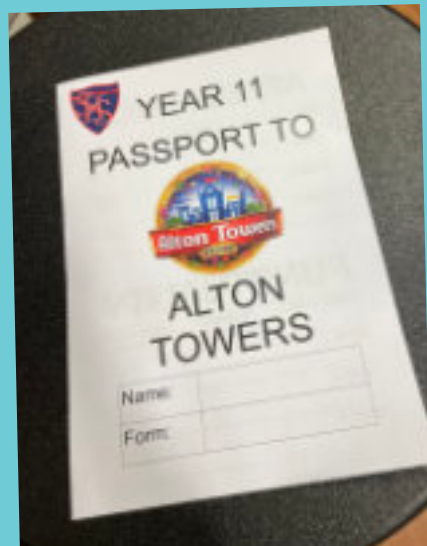 YEAR 11
PASSPORT TO
Alton Towers
ALTON
TOWERS
Name:
Form: